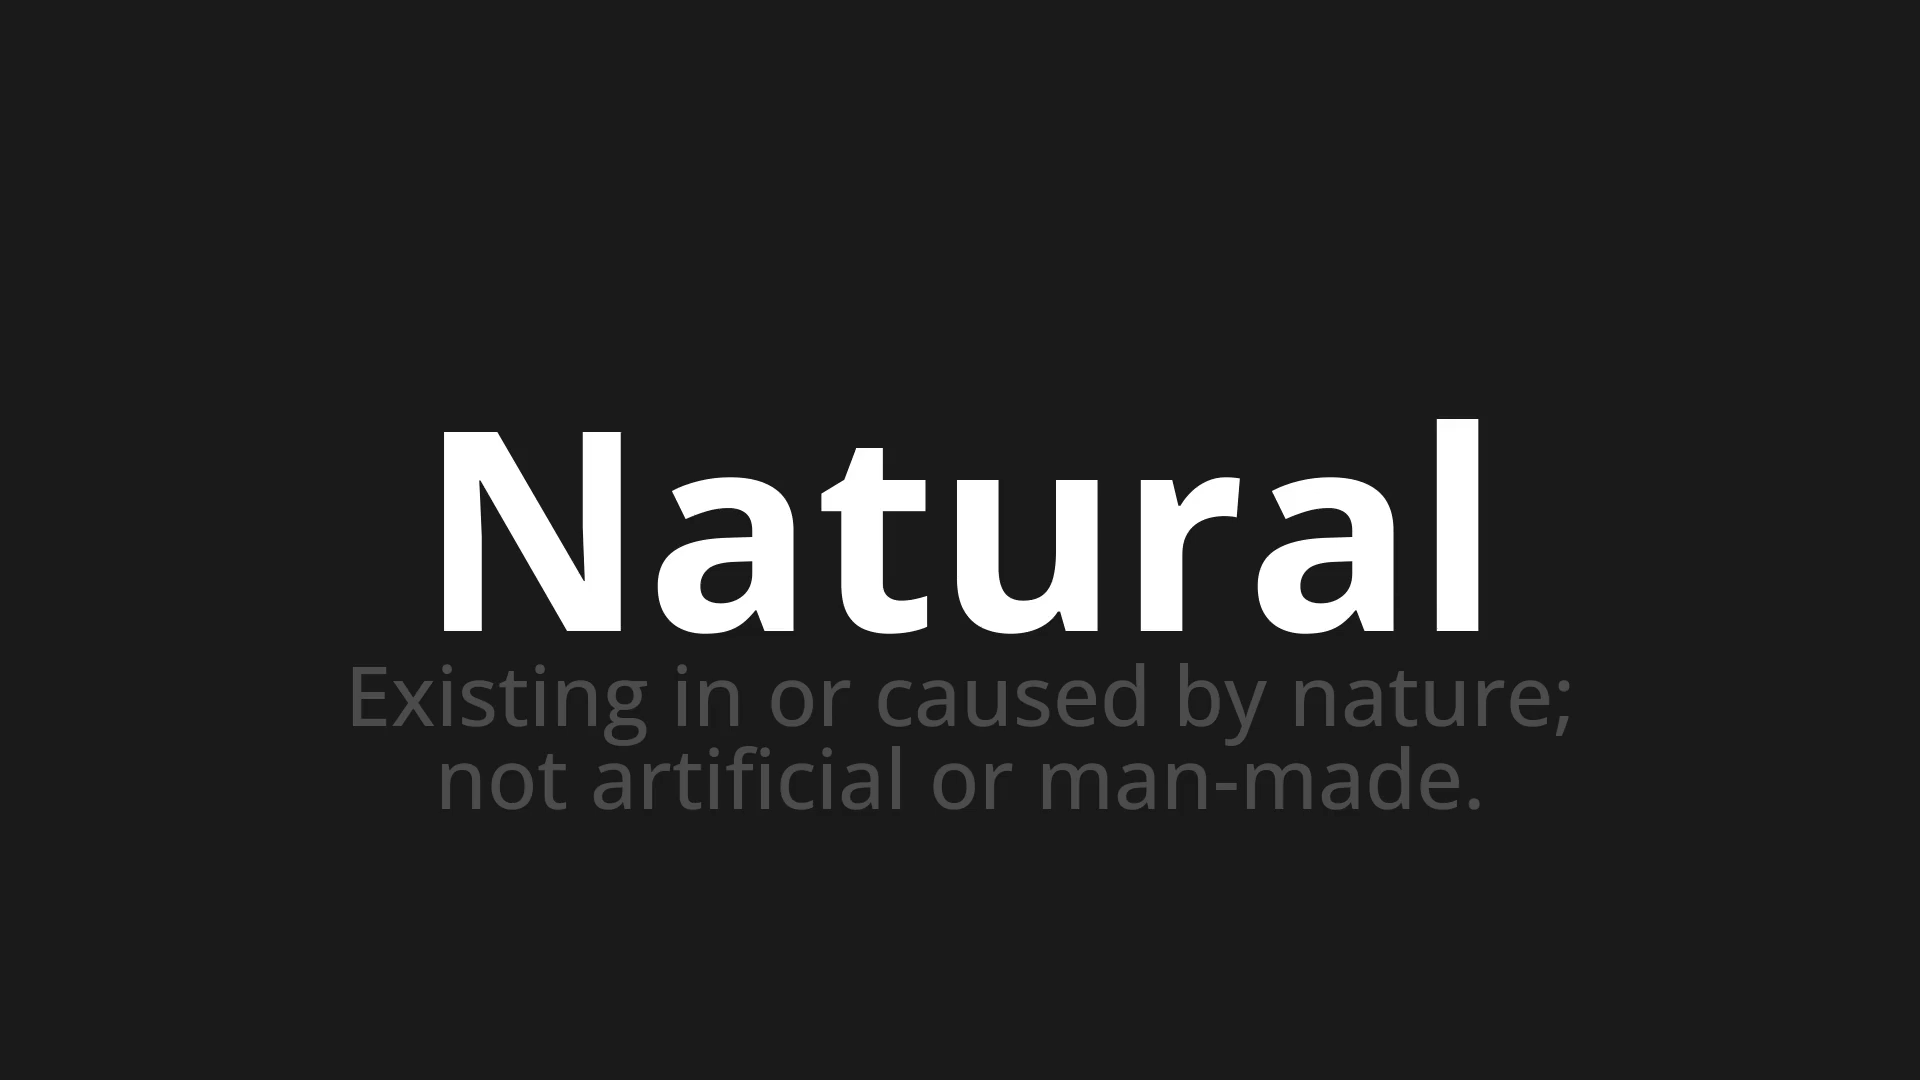 Natural
Existing in or caused by nature;
not artificial or man-made.